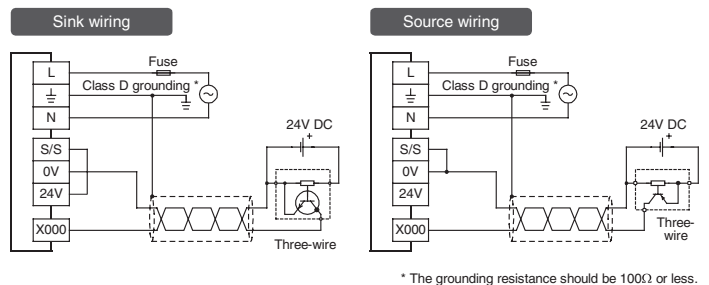 Sink wiring
L
N
S/S
0V
24V
X000
Fuse
Class D grounding *
24V DC
+
Three-wire
Source wiring
L
N
S/S
0V
24V
X000
Fuse
Class D grounding *
24V DC
+
Three-
wire
* The grounding resistance should be 100Ω or less.